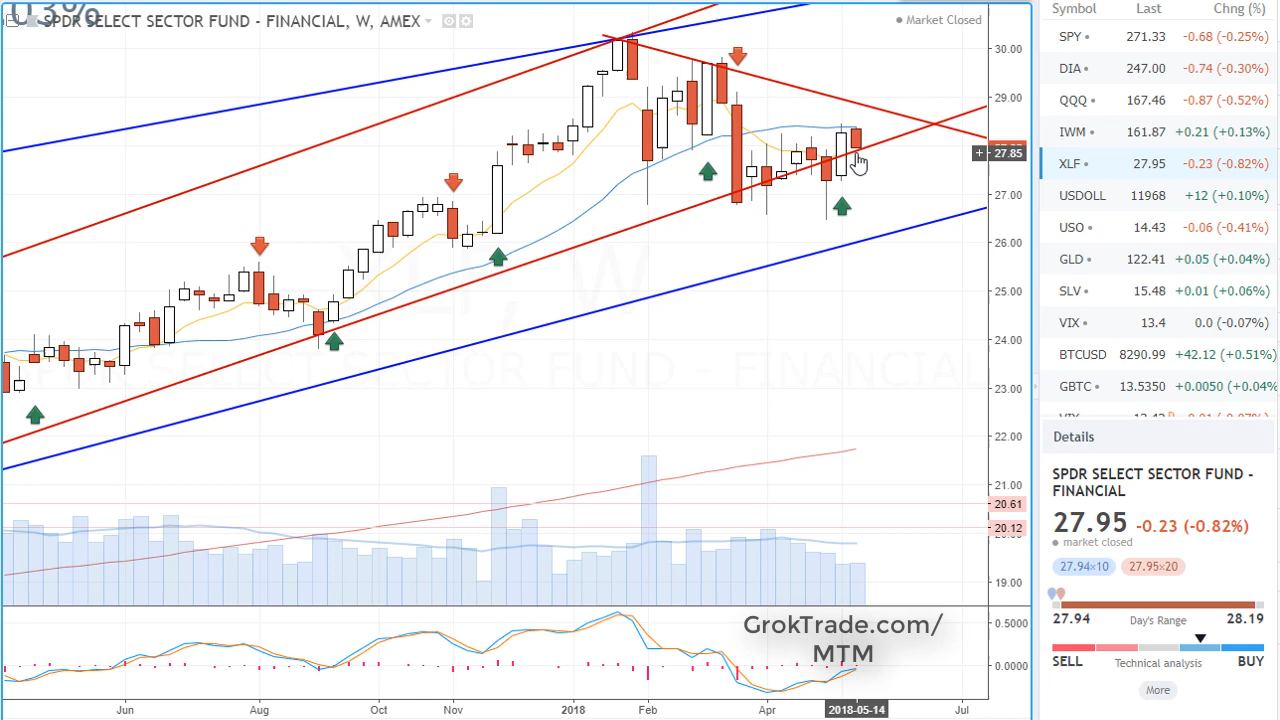 0.3%
SPDR SELECT SECTOR FUND - FINANCIAL, W, AMEX
Market Closed
XLF, W
SPDR SELECT SECTOR FUND - FINANCIAL
30.00
29.00
27.85
27.00
26.00
25.00
24.00
23.00
22.00
21.00
20.61
20.12
19.00
0.5000
0.0000
GrokTrade.com/
MTM
Jun Aug Oct Nov 2018 Feb Apr 2018-05-14 Jul
Symbol Last Chng (%)
SPY 271.33 -0.68 (-0.25%)
DIA 247.00 -0.74 (-0.30%)
QQQ 167.46 -0.87 (-0.52%)
IWM 161.87 +0.21 (+0.13%)
XLF 27.95 -0.23 (-0.82%)
USDOLL 11968 +12 (+0.10%)
USO 14.43 -0.06 (-0.41%)
GLD 122.41 +0.05 (+0.04%)
SLV 15.48 +0.01 (+0.06%)
VIX 13.4 0.0 (-0.07%)
BTCUSD 8290.99 +42.12 (+0.51%)
GBTC 13.5350 +0.0050 (+0.04%
Details
SPDR SELECT SECTOR FUND -
FINANCIAL
27.95 -0.23 (-0.82%)
market closed
27.94×10 27.95×20
27.94 Day's Range 28.19
SELL Technical analysis BUY
More